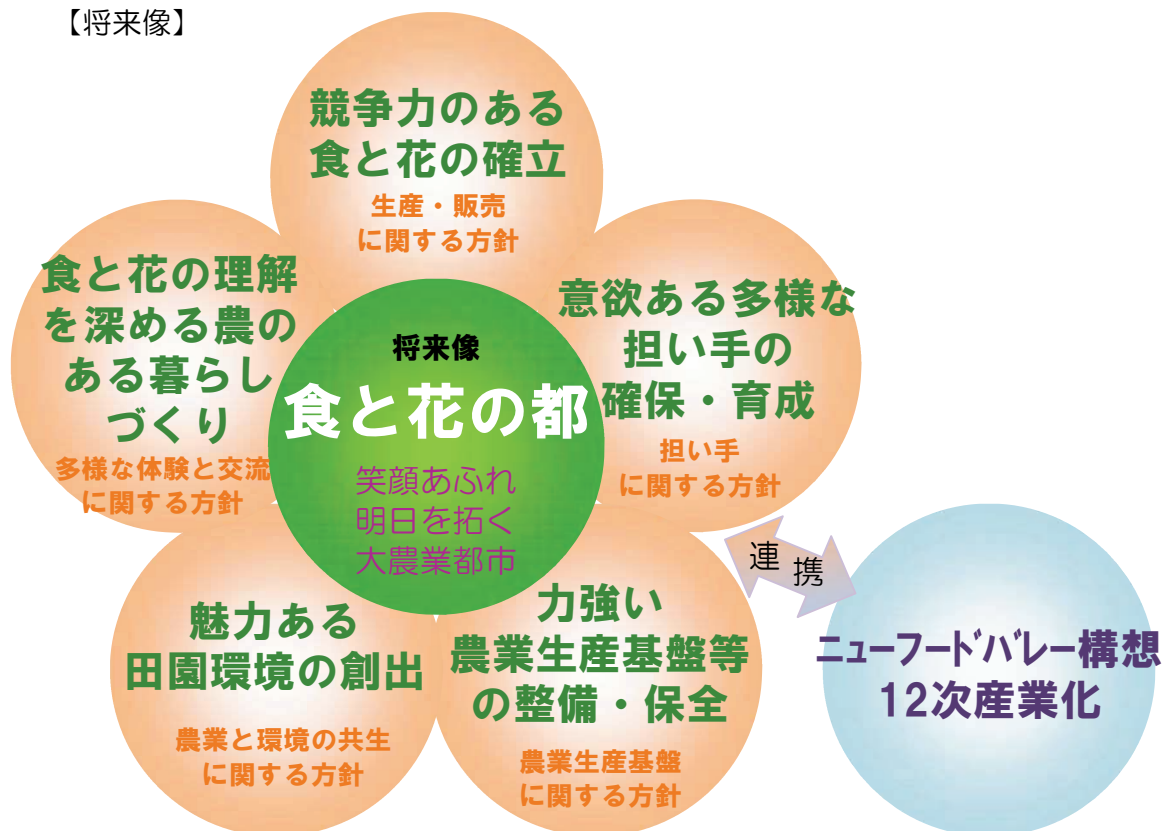 【将来像】
競争力のある
食と花の確立
生産・販売
に関する方針
食と花の理解
を深める農の
ある暮らし
づくり
多様な体験と交流
に関する方針
将来像
食と花の都
笑顔あふれ
明日を拓く
大農業都市
意欲ある多様な
担い手の
確保・育成
担い手
に関する方針
魅力ある
田園環境の創出
農業と環境の共生
に関する方針
力強い
農業生産基盤等
の整備・保全
農業生産基盤
に関する方針
連携
ニューフードバレー構想
12次産業化